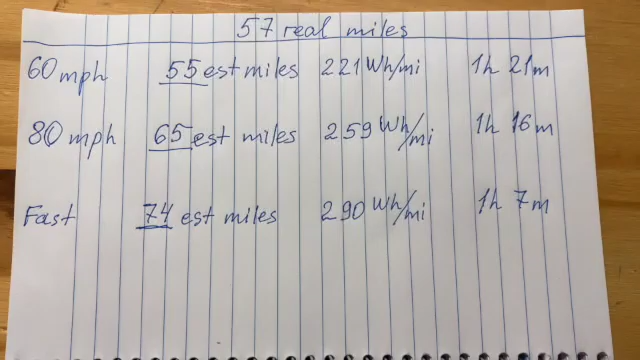 57 real miles
60 mph 55 est miles 221 Wh/mi 1h 21m
80 mph 65 est miles 259 Wh/mi 1h 16m
Fast 74 est miles 290 Wh/mi 1h 7m